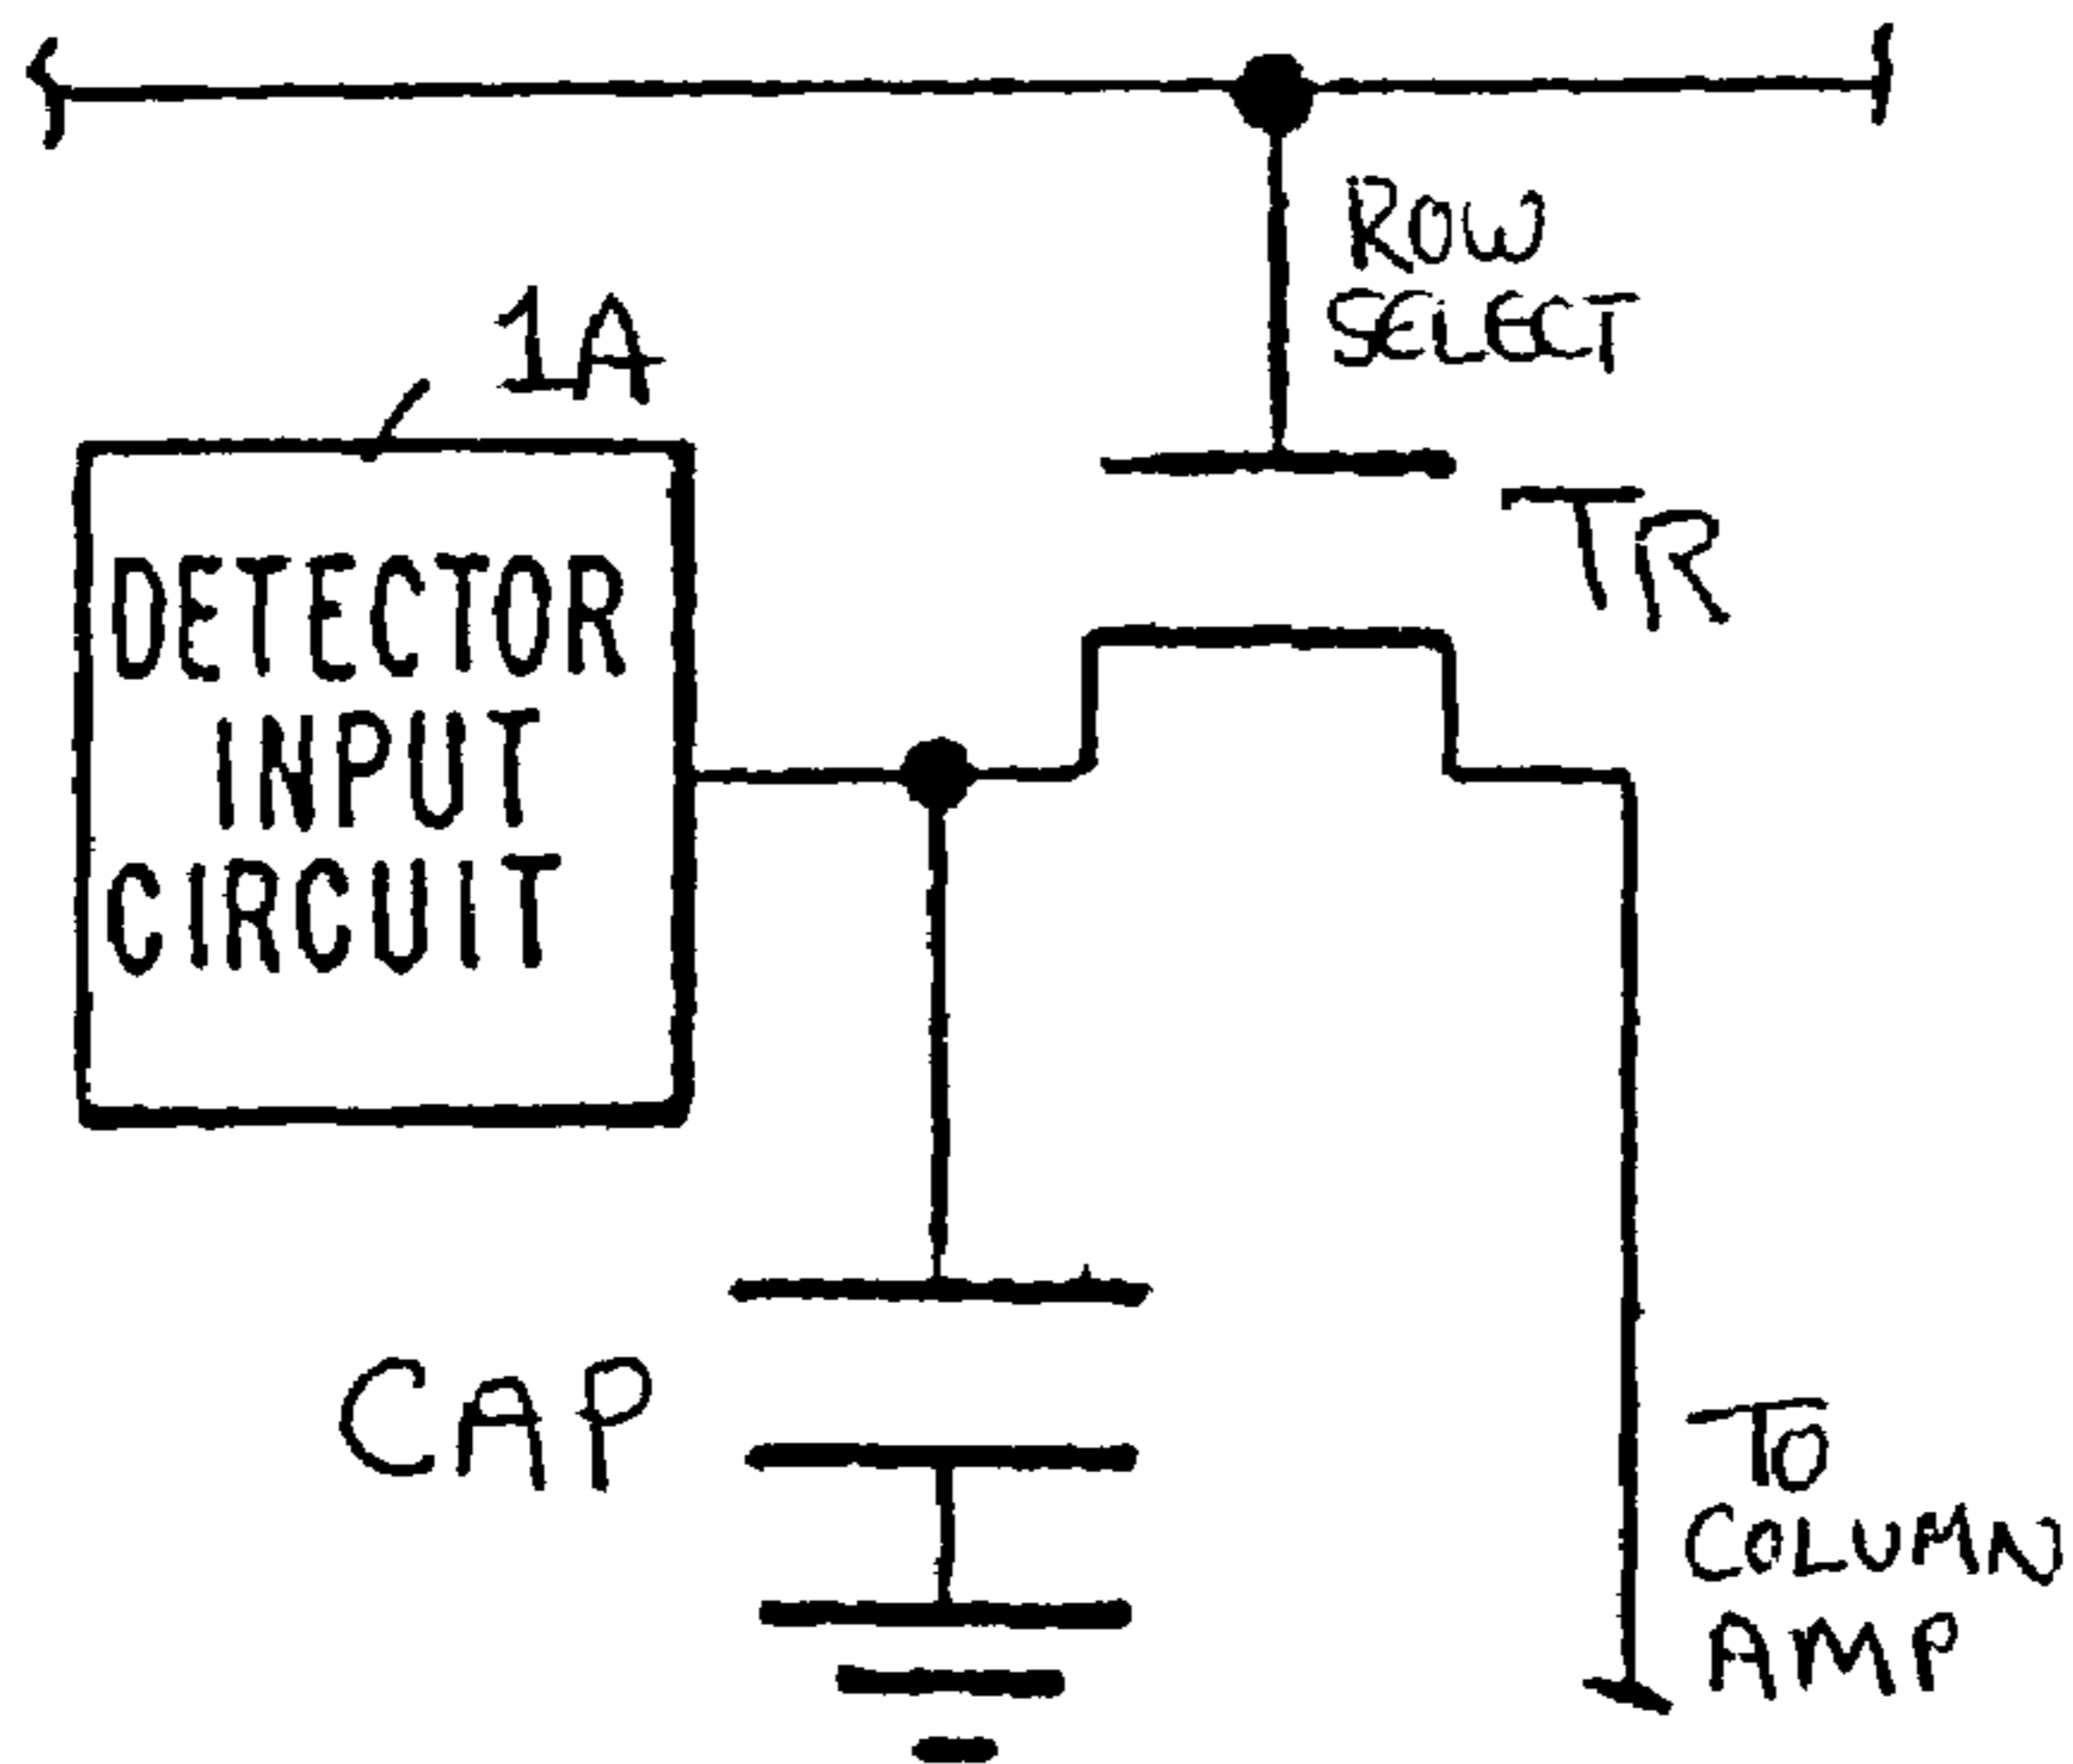 ROW
SELECT
1A
TR
DETECTOR
INPUT
CIRCUIT
CAP
TO
COLUMN
AMP